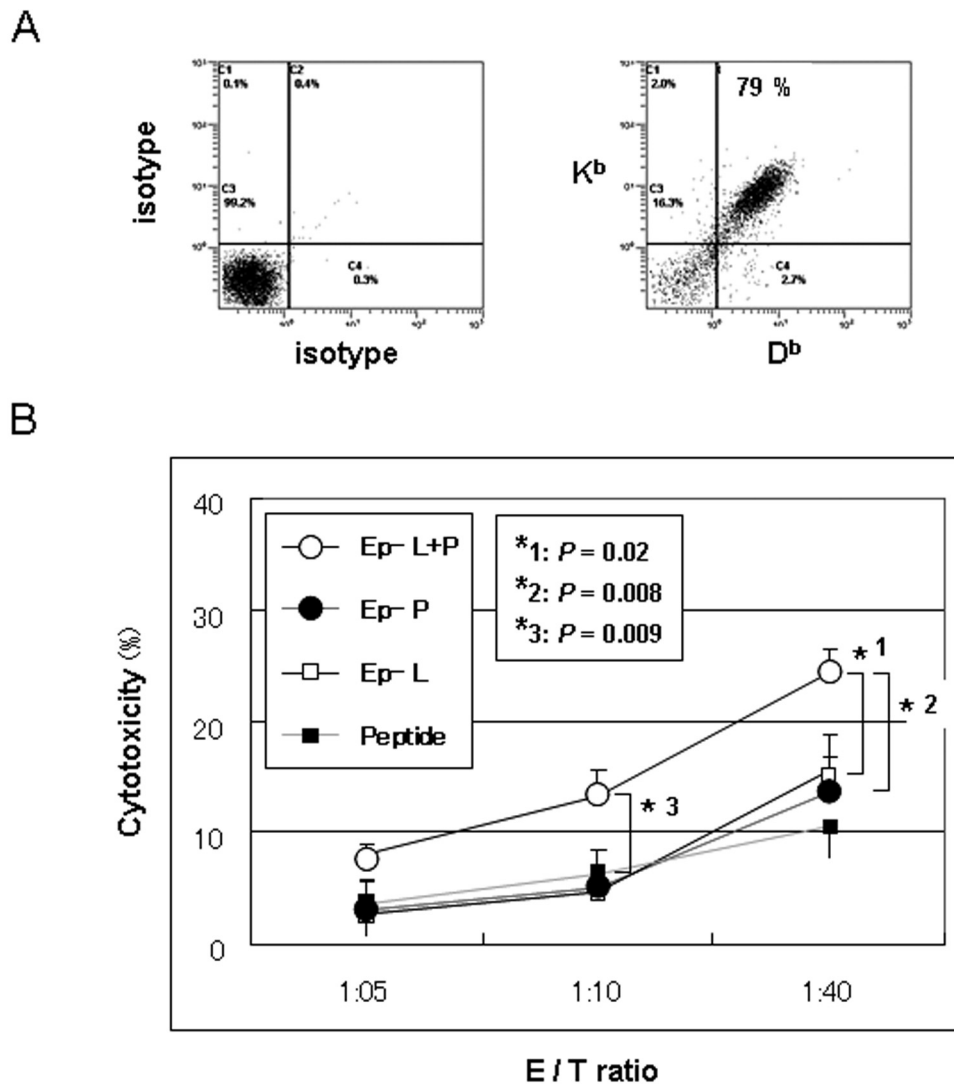 A
C1
0.1%
C2
0.4%
C3
99.2%
C4
0.3%
isotype
isotype
C1
2.0%
79 %
C3
16.3%
C4
2.7%
Kᵇ
Dᵇ
B
40
30
20
10
0
Cytotoxicity (%)
Ep- L+P
Ep- P
Ep- L
Peptide
*1: P = 0.02
*2: P = 0.008
*3: P = 0.009
* 1
* 2
* 3
1:05 1:10 1:40
E / T ratio